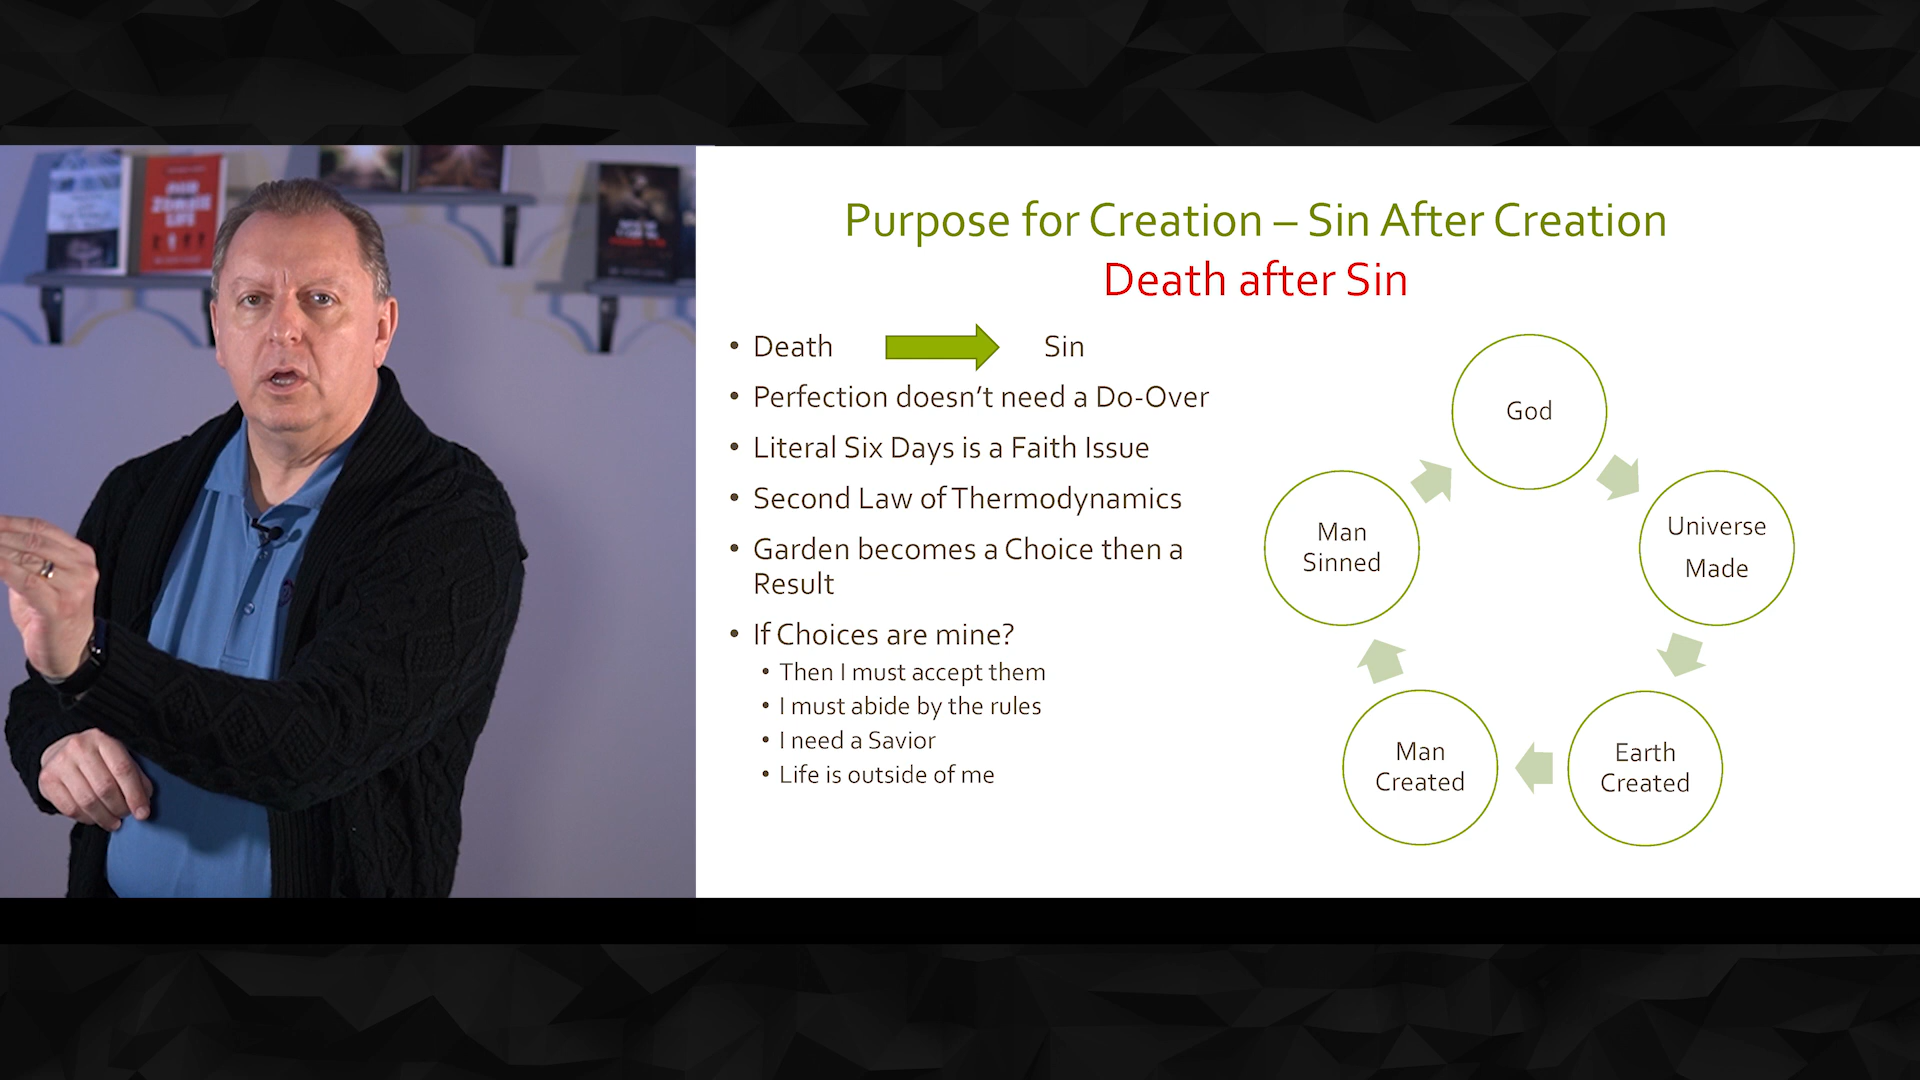 ZOMBIE
LIFE
Purpose for Creation – Sin After Creation
Death after Sin
• Death Sin
• Perfection doesn't need a Do-Over
• Literal Six Days is a Faith Issue
• Second Law of Thermodynamics
• Garden becomes a Choice then a
Result
• If Choices are mine?
• Then I must accept them
• I must abide by the rules
• I need a Savior
• Life is outside of me
God
Universe
Made
Earth
Created
Man
Created
Man
Sinned